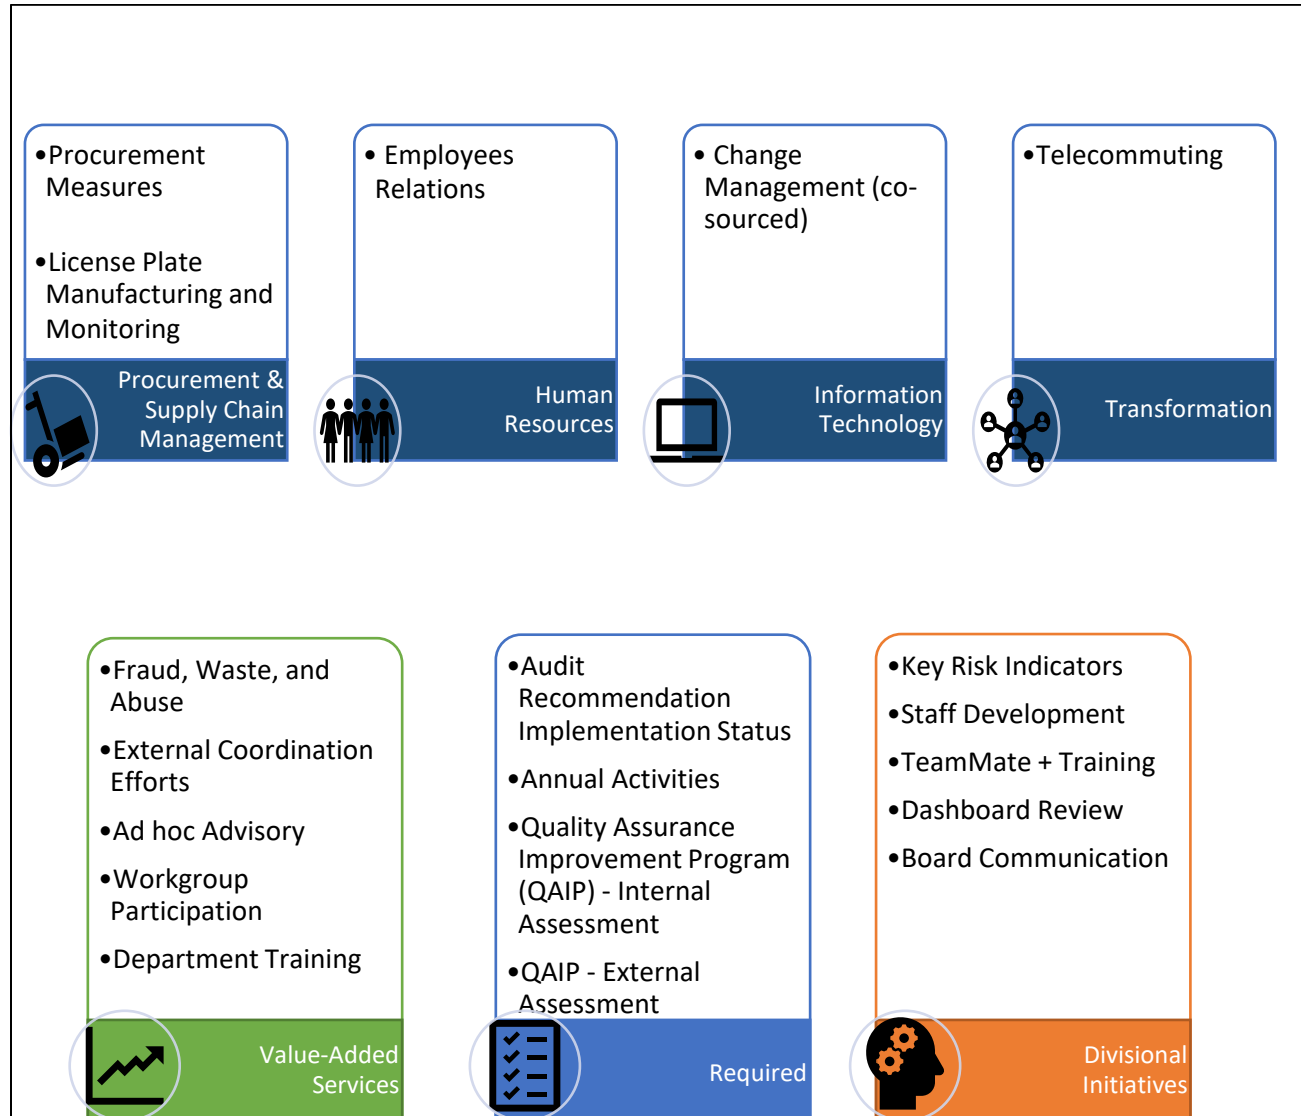 •Procurement
Measures
•License Plate
Manufacturing and
Monitoring
Procurement &
Supply Chain
Management
• Employees
Relations
Human
Resources
• Change
Management (co-
sourced)
Information
Technology
•Telecommuting
Transformation
•Fraud, Waste, and
Abuse
•External Coordination
Efforts
•Ad hoc Advisory
•Workgroup
Participation
•Department Training
Value-Added
Services
•Audit
Recommendation
Implementation Status
•Annual Activities
•Quality Assurance
Improvement Program
(QAIP) - Internal
Assessment
•QAIP - External
Assessment
Required
•Key Risk Indicators
•Staff Development
•TeamMate + Training
•Dashboard Review
•Board Communication
Divisional
Initiatives